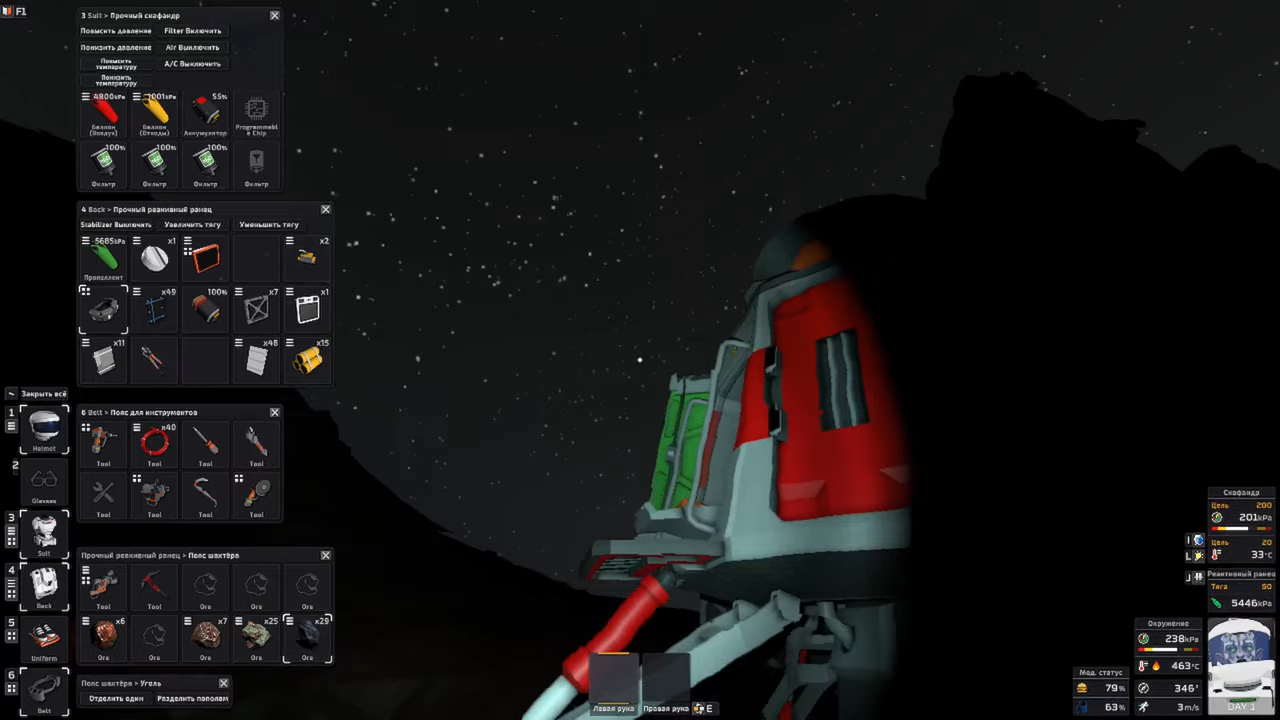 F1
3 Suit > Прочный скафандр
Повысить давление Filter Включить
Понизить давление Air Выключить
Повысить температуру A/C Выключить
Понизить температуру
4800kPa 55%
Баллон (Воздух) Баллон (Отходы) Аккумулятор Programmable Chip
100% 100% 100%
Фильтр Фильтр Фильтр Фильтр
4 Back > Прочный реактивный ранец
Stabilizer Выключить Увеличить тягу Уменьшить тягу
5685kPa x1 x2
Пропеллент
x49 100% x7 x1
x11 x48 x15
~ Закрыть всё
1 Helmet
2 Glasses
3 Suit
4 Back
5 Uniform
6 Belt
6 Belt > Пояс для инструментов
x40
Tool Tool Tool Tool
Tool Tool Tool Tool
Прочный реактивный ранец > Пояс шахтёра
Tool Tool Ore Ore Ore
x6 x7 x25 x29
Ore Ore Ore Ore Ore
Пояс шахтёра > Уголь
Отделить один Разделить пополам
Левая рука Правая рука E
Скафандр
Цель 200
201kPa
Цель 20
33°C
I
L
J
Реактивный ранец
Тяга 50
5446kPa
Окружение
238kPa
463°C
346°
3m/s
Мод. статус
79%
63%
DAY 1